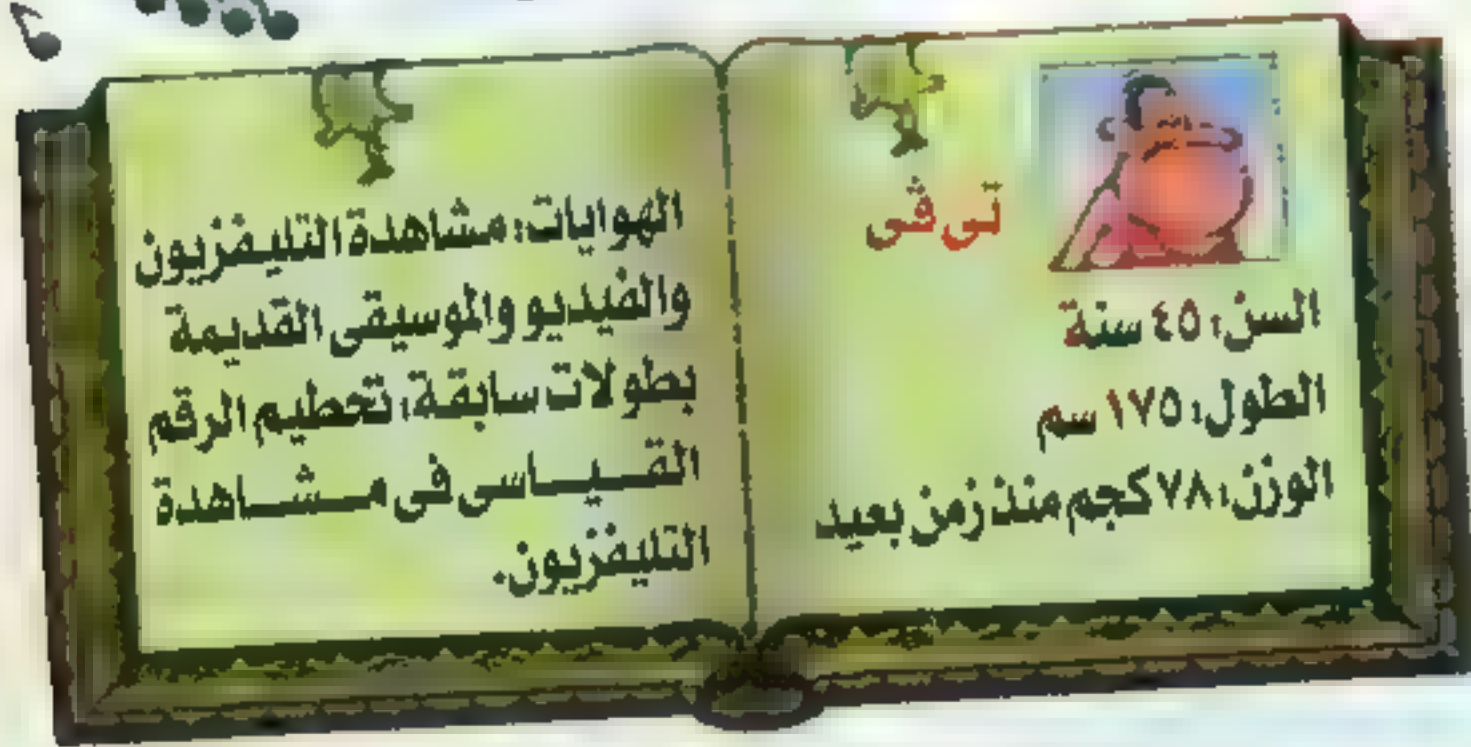 تى ڤى
السن: ٤٥ سنة
الطول: ١٧٥ سم
الوزن: ٧٨ كجم منذ زمن بعيد
الهوايات: مشاهدة التليفزيون
والفيديو والموسيقى القديمة
بطولات سابقة: تحطيم الرقم
القياسى فى مشاهدة
التليفزيون.